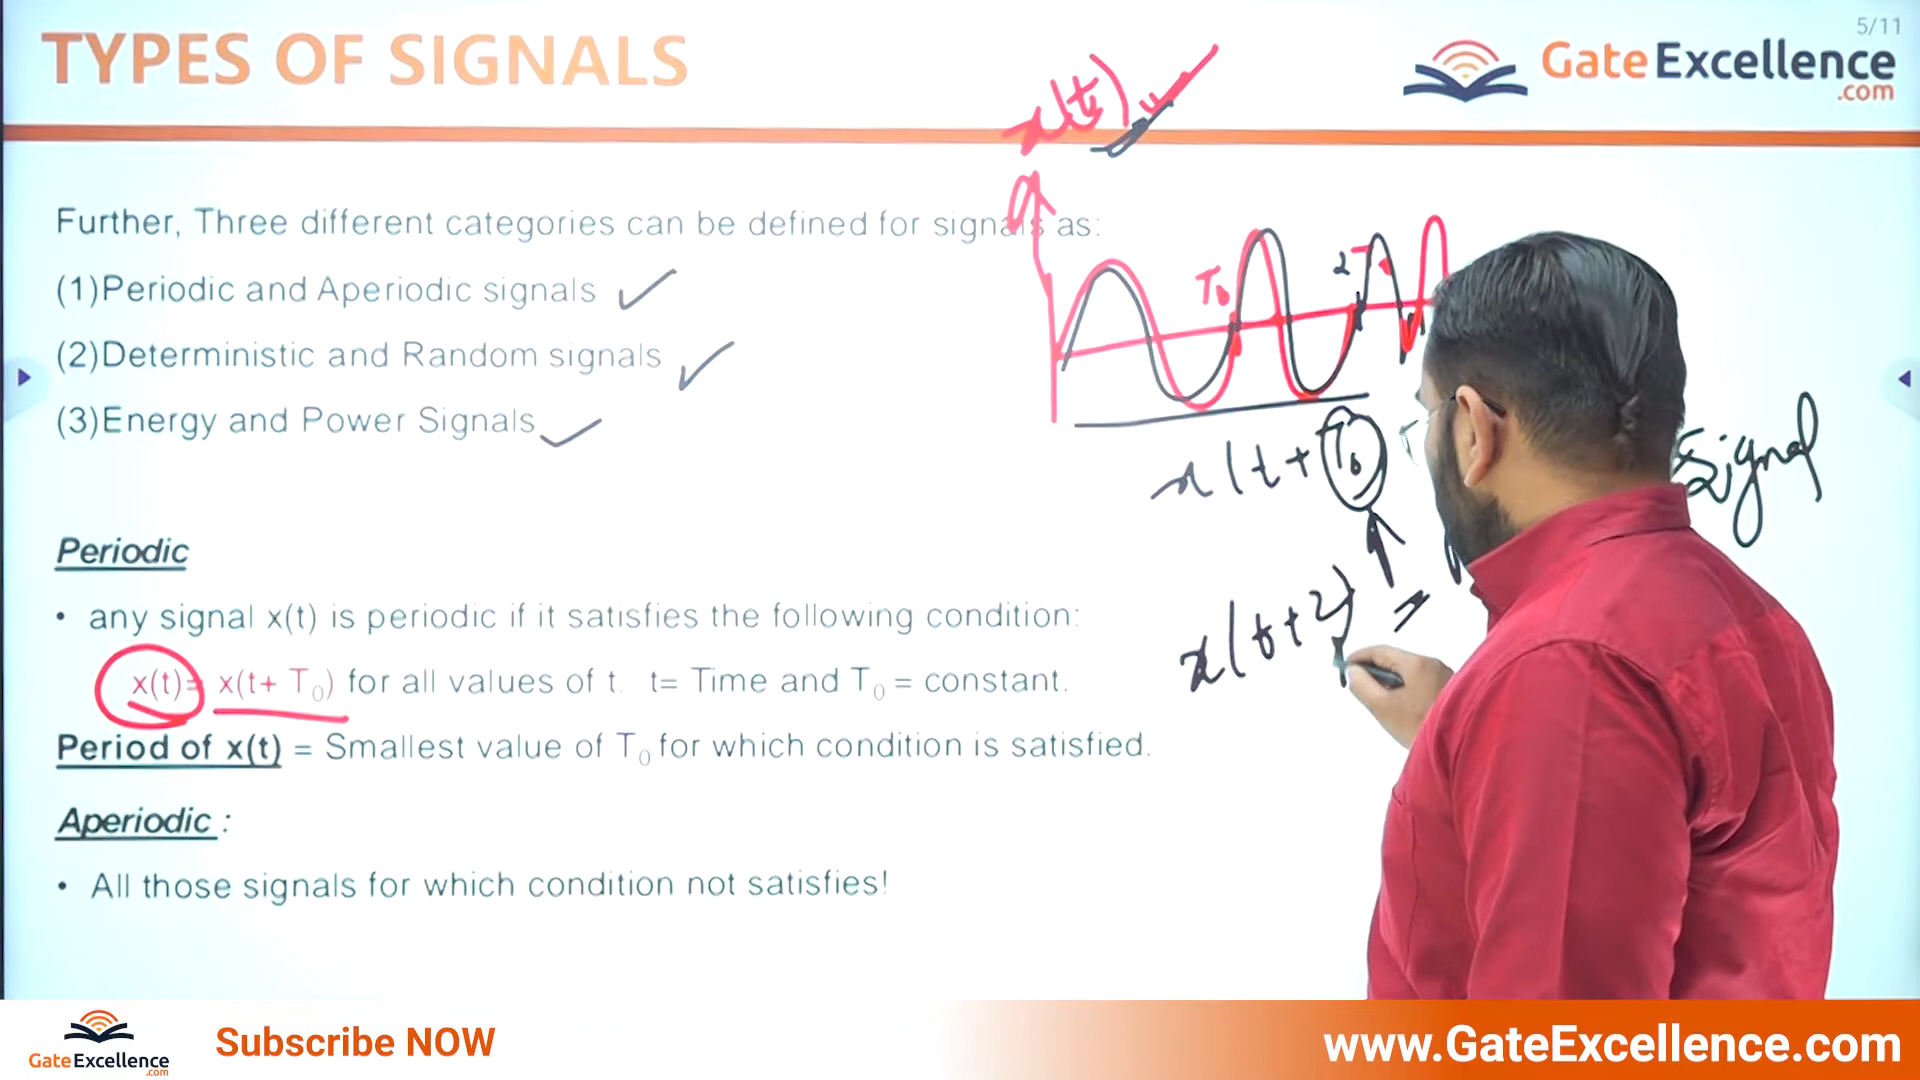 5/11
TYPES OF SIGNALS
GateExcellence
.com
x(t)
Further, Three different categories can be defined for signals as:
(1)Periodic and Aperiodic signals
(2)Deterministic and Random signals
(3)Energy and Power Signals
T₀
2T₀
x(t+T₀
Signal
x(t+2
=
Periodic
• any signal x(t) is periodic if it satisfies the following condition:
x(t)= x(t+ T₀) for all values of t. t= Time and T₀ = constant.
Period of x(t) = Smallest value of T₀ for which condition is satisfied.
Aperiodic :
• All those signals for which condition not satisfies!
GateExcellence
.com
Subscribe NOW
www.GateExcellence.com